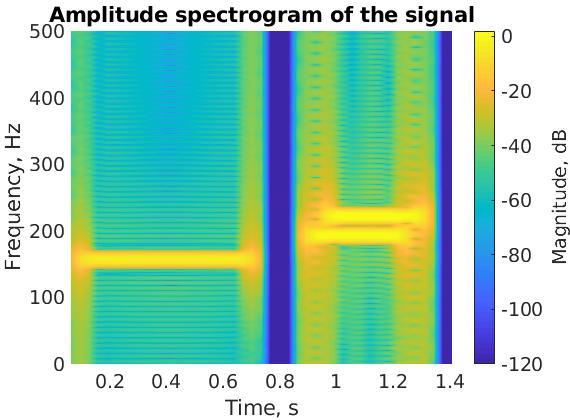 Amplitude spectrogram of the signal
500
400
300
200
100
0
Frequency, Hz
0.2 0.4 0.6 0.8 1 1.2 1.4
Time, s
0
-20
-40
-60
-80
-100
-120
Magnitude, dB